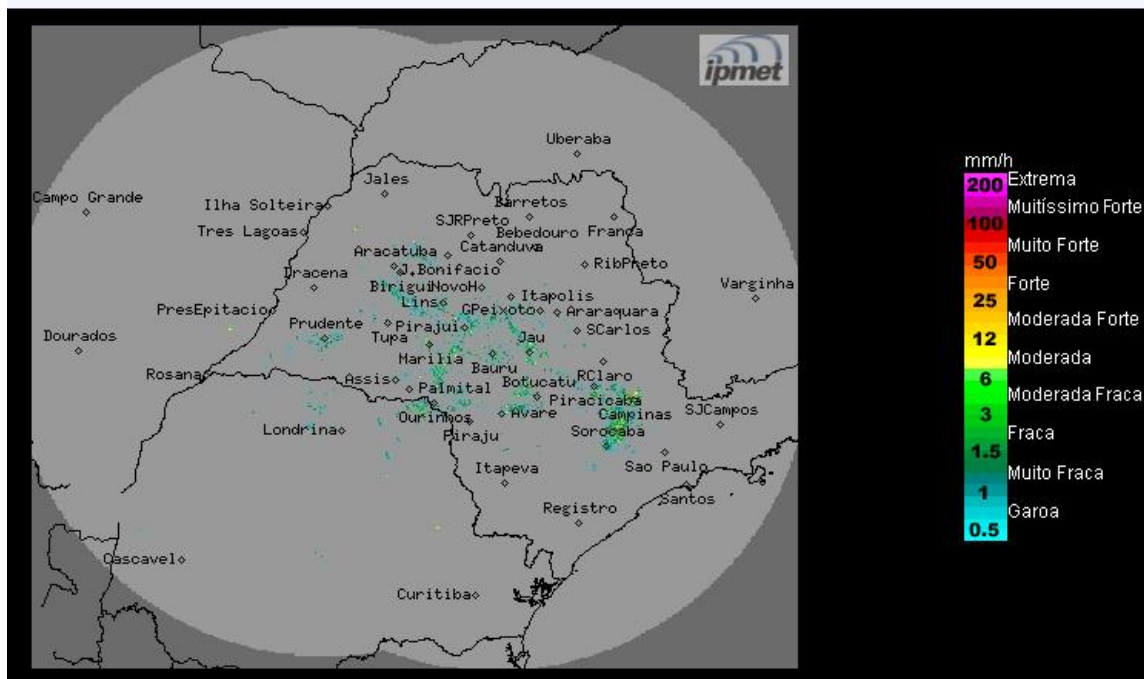 ipmet
Uberaba
Jales
Campo Grande
Ilha Solteira
Barretos
SJRPreto
Tres Lagoas
Bebedouro Franca
Catanduva
Aracatuba
J.Bonifacio
RibPreto
Dracena
Varginha
Birigui
NovoH
Itapolis
Lins
PresEpitacio
GPeixoto
Araraquara
Prudente
Pirajui
SCarlos
Dourados
Tupa
Jau
Marilia
Bauru
Rosana
Assis
RClaro
Botucatu
Palmital
Piracicaba
SJCampos
Ourinhos
Avare
Campinas
Londrina
Piraju
Sorocaba
Itapeva
Sao Paulo
Santos
Registro
Cascavel
Curitiba
mm/h
200 Extrema
Muitíssimo Forte
100
Muito Forte
50
Forte
25
Moderada Forte
12
Moderada
6
Moderada Fraca
3
Fraca
1.5
Muito Fraca
1
Garoa
0.5